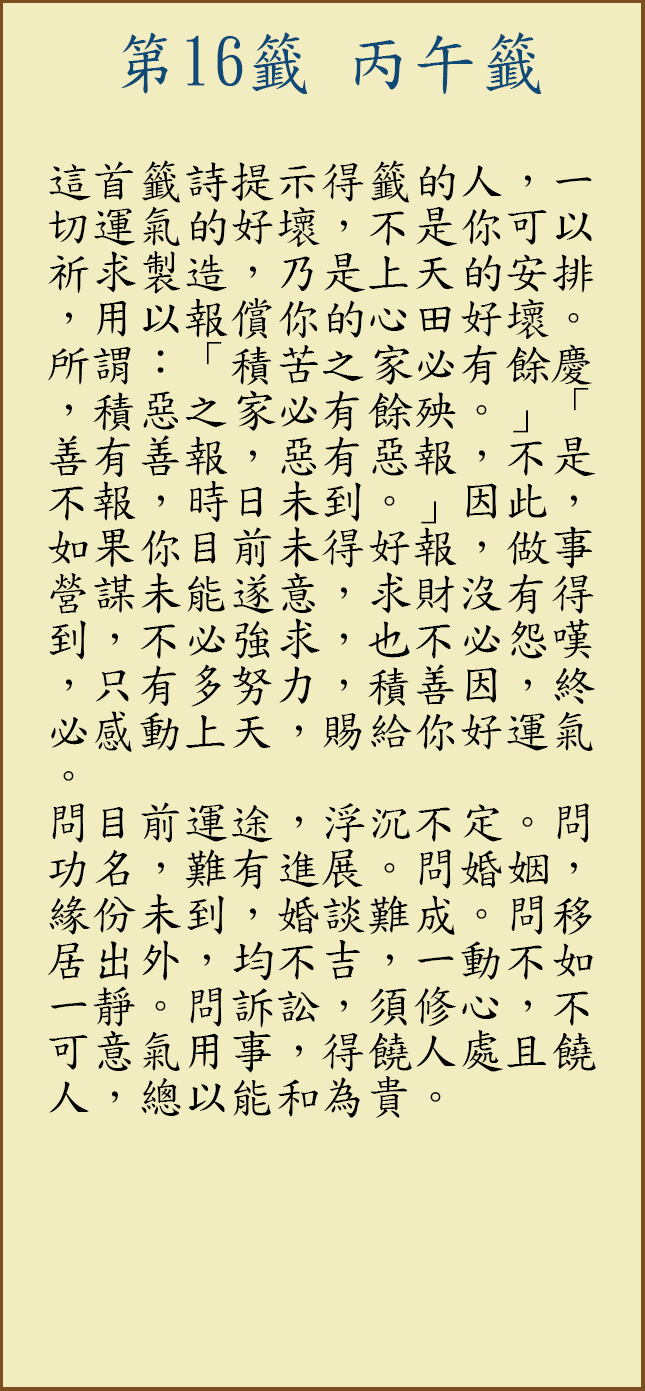 第16籤 丙午籤
這首籤詩提示得籤的人，一
切運氣的好壞，不是你可以
祈求製造，乃是上天的安排
，用以報償你的心田好壞。
所謂：「積苦之家必有餘慶
，積惡之家必有餘殃。」「
善有善報，惡有惡報，不是
不報，時日未到。」因此，
如果你目前未得好報，做事
營謀未能遂意，求財沒有得
到，不必強求，也不必怨嘆
，只有多努力，積善因，終
必感動上天，賜給你好運氣
。
問目前運途，浮沉不定。問
功名，難有進展。問婚姻，
緣份未到，婚談難成。問移
居出外，均不吉，一動不如
一靜。問訴訟，須修心，不
可意氣用事，得饒人處且饒
人，總以能和為貴。